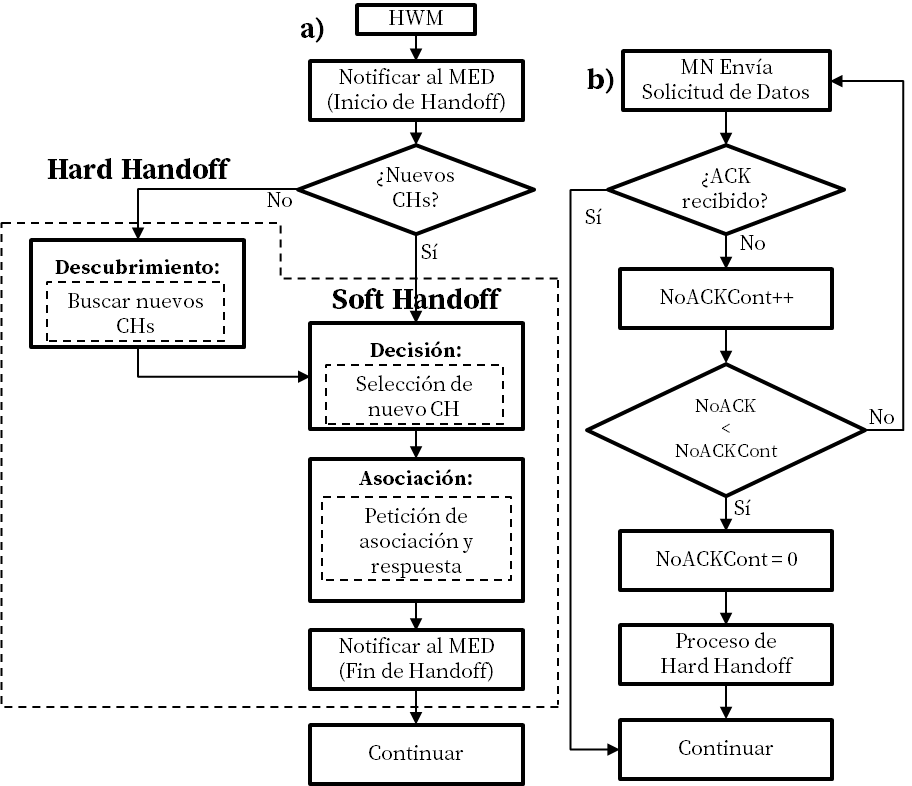 a)
HWM
Notificar al MED
(Inicio de Handoff)
¿Nuevos
CHs?
Hard Handoff
No
Sí
Descubrimiento:
Buscar nuevos
CHs
Soft Handoff
Decisión:
Selección de
nuevo CH
Asociación:
Petición de
asociación y
respuesta
Notificar al MED
(Fin de Handoff)
Continuar
b)
MN Envía
Solicitud de Datos
¿ACK
recibido?
Sí
No
NoACKCont++
NoACK
<
NoACKCont
No
Sí
NoACKCont = 0
Proceso de
Hard Handoff
Continuar